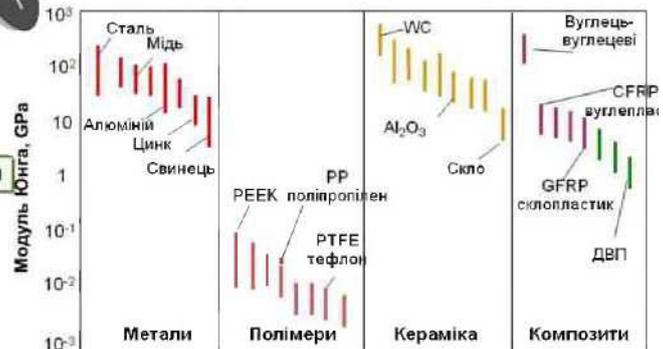 Модуль Юнга, GPa
10³
10²
10
1
10⁻¹
10⁻²
10⁻³
Сталь
Мідь
Алюміній
Цинк
Свинець
Метали
PEEK
PP
поліпропілен
PTFE
тефлон
Полімери
WC
Al₂O₃
Скло
Кераміка
Вуглець-
вуглецеві
CFRP
вуглеплас
GFRP
склопластик
ДВП
Композити